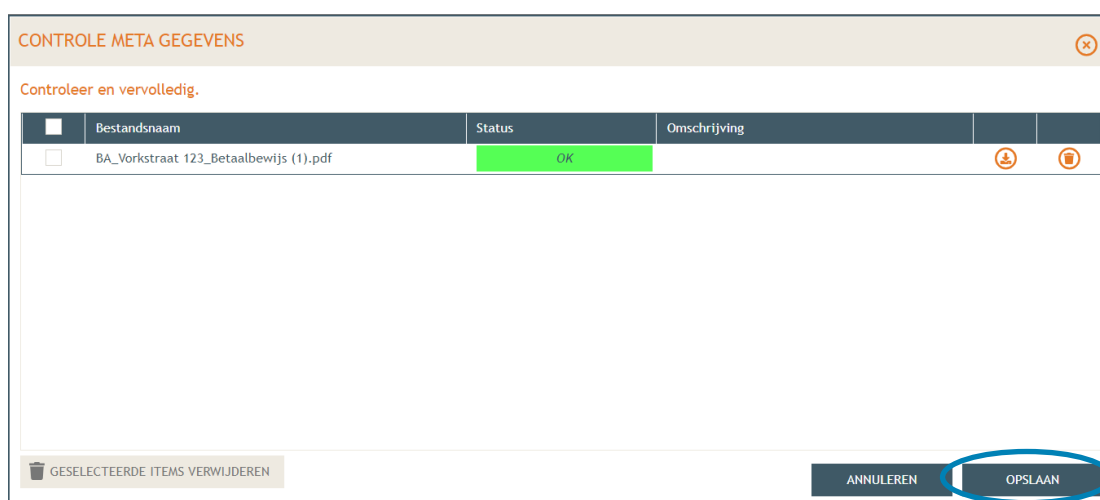 CONTROLE META GEGEVENS
Controleer en vervolledig.
Bestandsnaam Status Omschrijving
BA_Vorkstraat 123_Betaalbewijs (1).pdf OK
GESELECTEERDE ITEMS VERWIJDEREN
ANNULEREN OPSLAAN